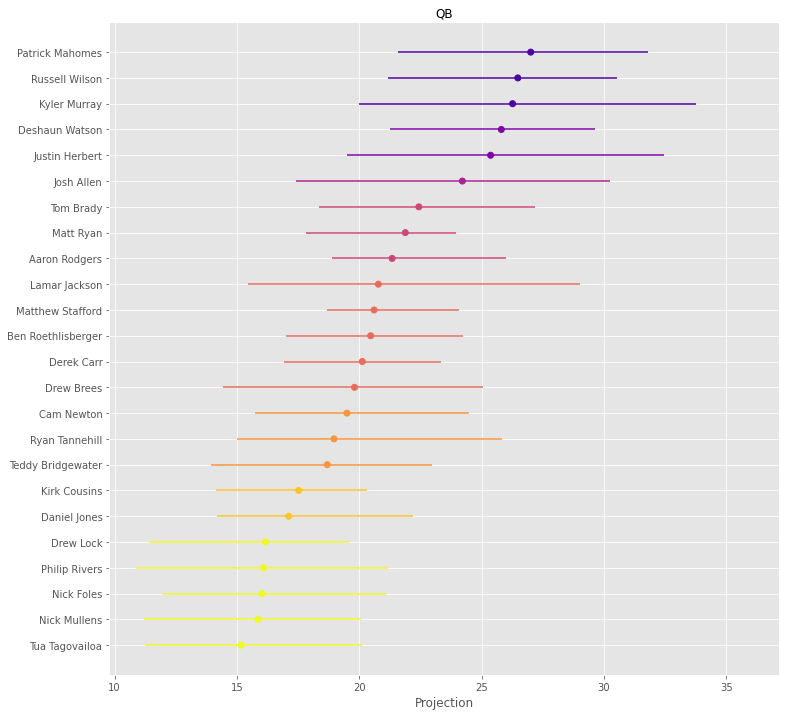 QB
Patrick Mahomes
Russell Wilson
Kyler Murray
Deshaun Watson
Justin Herbert
Josh Allen
Tom Brady
Matt Ryan
Aaron Rodgers
Lamar Jackson
Matthew Stafford
Ben Roethlisberger
Derek Carr
Drew Brees
Cam Newton
Ryan Tannehill
Teddy Bridgewater
Kirk Cousins
Daniel Jones
Drew Lock
Philip Rivers
Nick Foles
Nick Mullens
Tua Tagovailoa
10 15 20 25 30 35
Projection